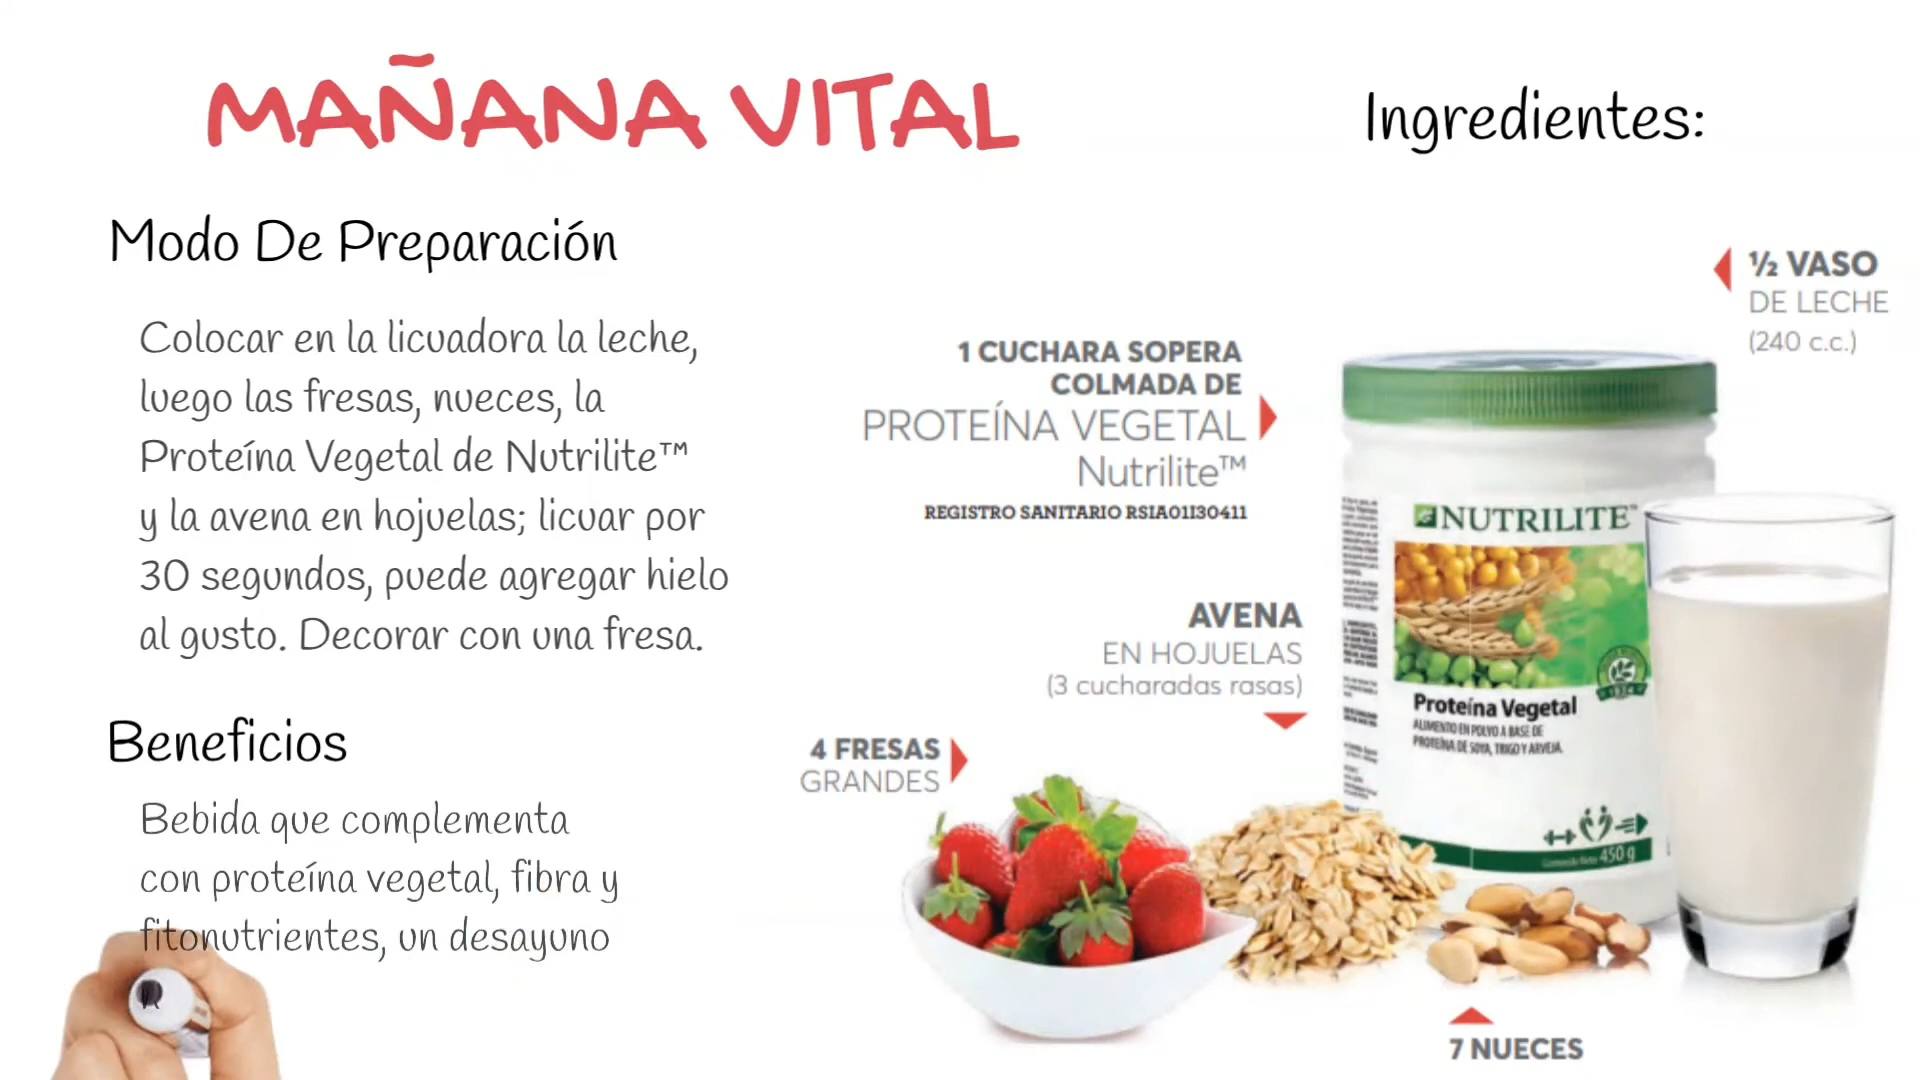 MAÑANA VITAL
Modo De Preparación
Colocar en la licuadora la leche,
luego las fresas, nueces, la
Proteína Vegetal de Nutrilite™
y la avena en hojuelas; licuar por
30 segundos, puede agregar hielo
al gusto. Decorar con una fresa.
Beneficios
Bebida que complementa
con proteína vegetal, fibra y
fitonutrientes, un desayuno
Ingredientes:
½ VASO
DE LECHE
(240 c.c.)
1 CUCHARA SOPERA
COLMADA DE
PROTEÍNA VEGETAL
Nutrilite™
REGISTRO SANITARIO RSIA01130411
AVENA
EN HOJUELAS
(3 cucharadas rasas)
4 FRESAS
GRANDES
NUTRILITE™
Proteína Vegetal
ALIMENTO EN POLVO A BASE DE
PROTEÍNA DE SOYA, TRIGO Y ARVEJA.
Contenido Neto 450 g
7 NUECES